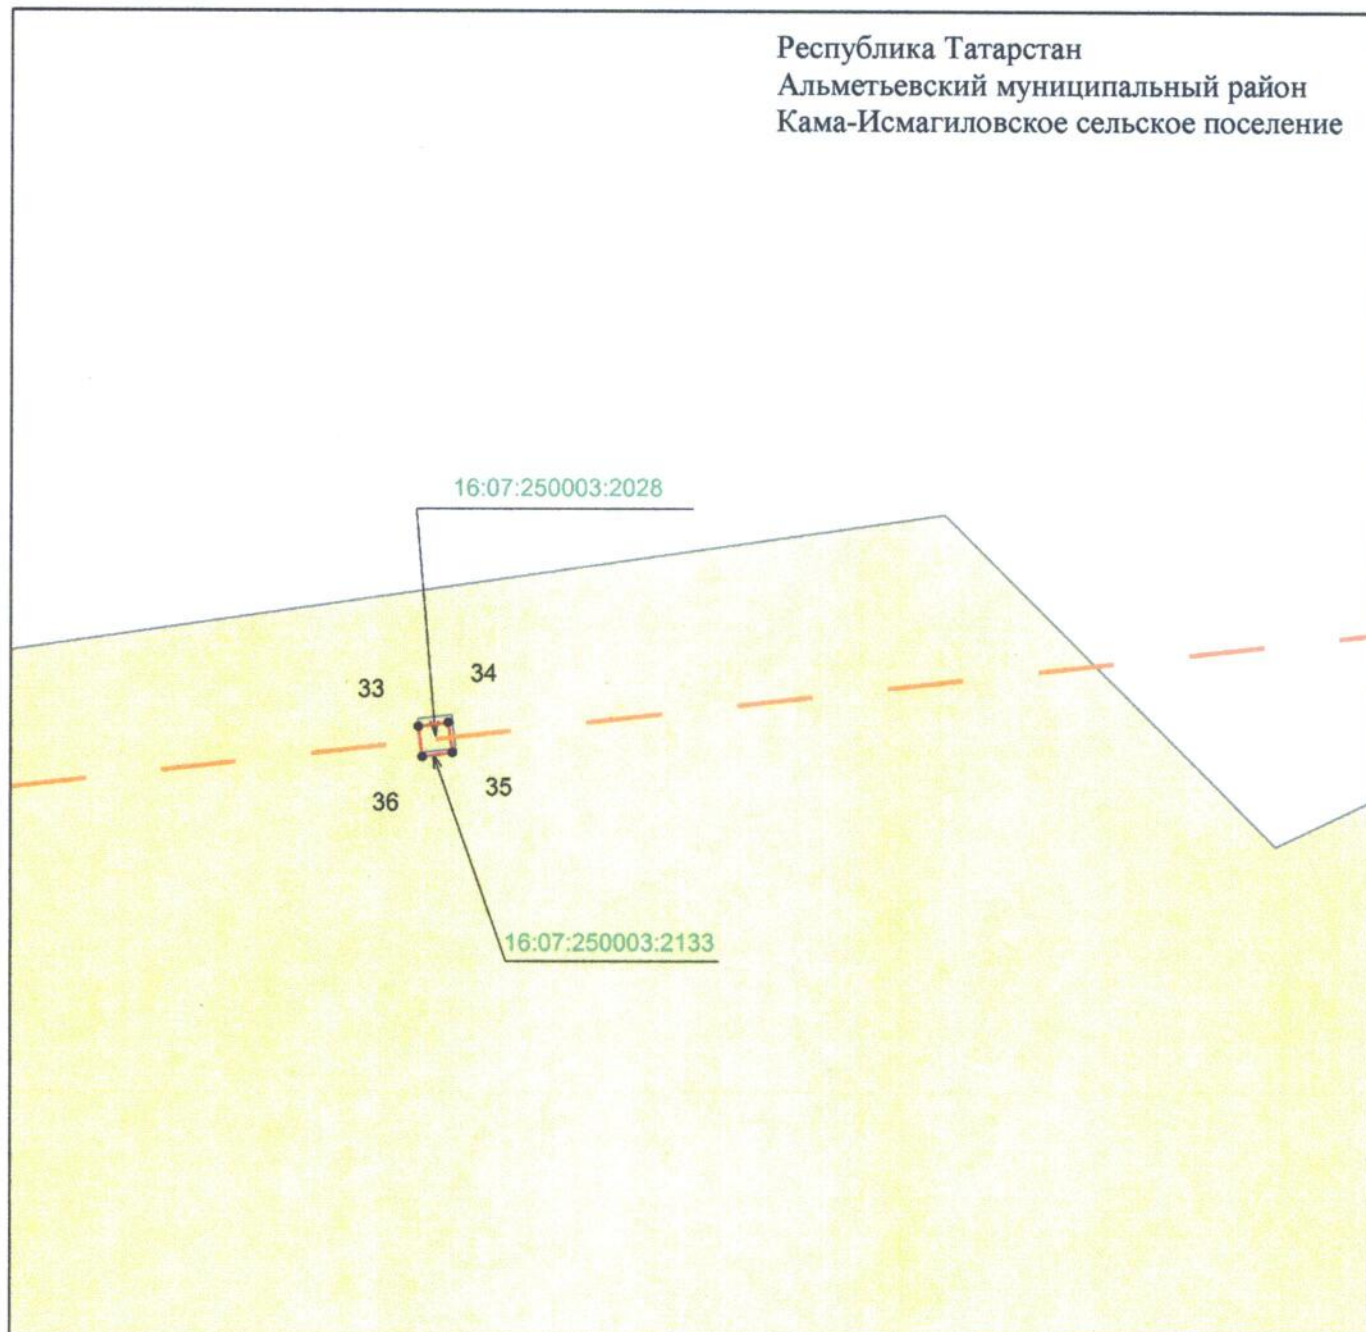 Республика Татарстан
Альметьевский муниципальный район
Кама-Исмагиловское сельское поселение
16:07:250003:2028
34
33
35
36
16:07:250003:2133